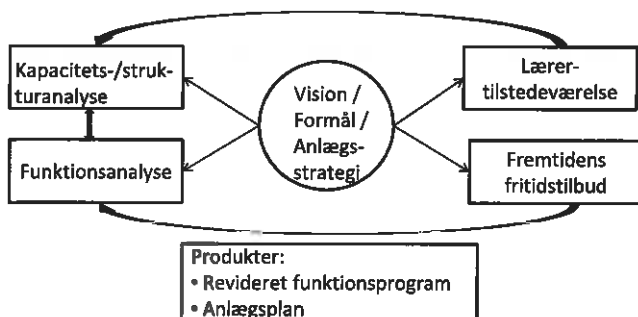 Kapacitets-/struk-
turanalyse
Funktionsanalyse
Vision /
Formål /
Anlægs-
strategi
Lærer-
tilstedeværelse
Fremtidens
fritidstilbud
Produkter:
• Revideret funktionsprogram
• Anlægsplan